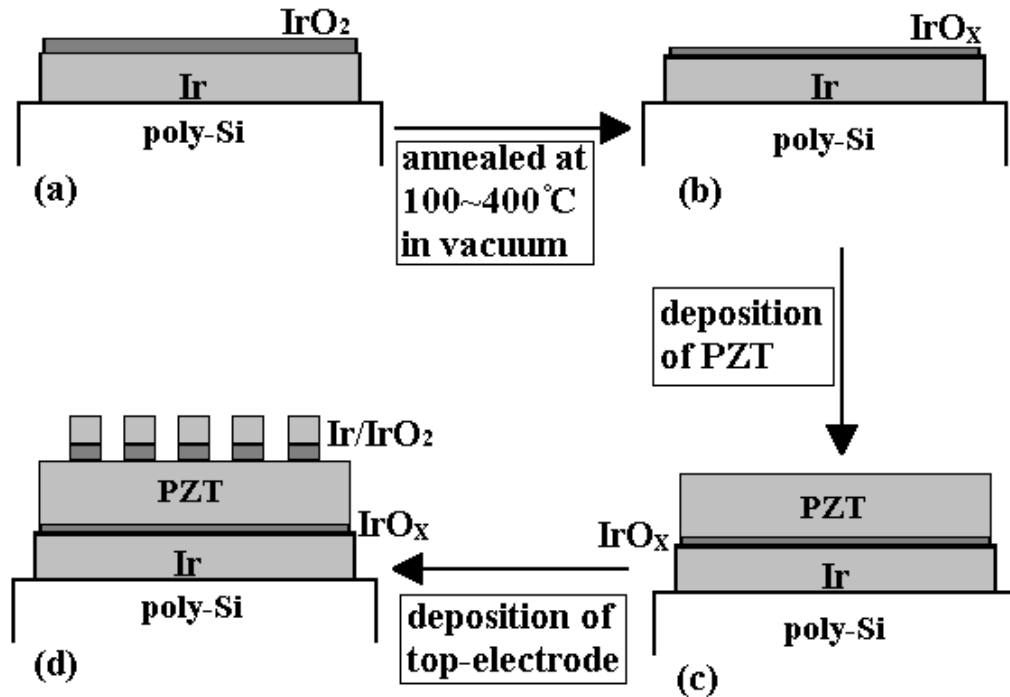 IrO₂
Ir
poly-Si
(a)
annealed at
100~400℃
in vacuum
IrOₓ
Ir
poly-Si
(b)
deposition
of PZT
PZT
IrOₓ
Ir
poly-Si
(c)
deposition of
top-electrode
Ir/IrO₂
PZT
IrOₓ
Ir
poly-Si
(d)